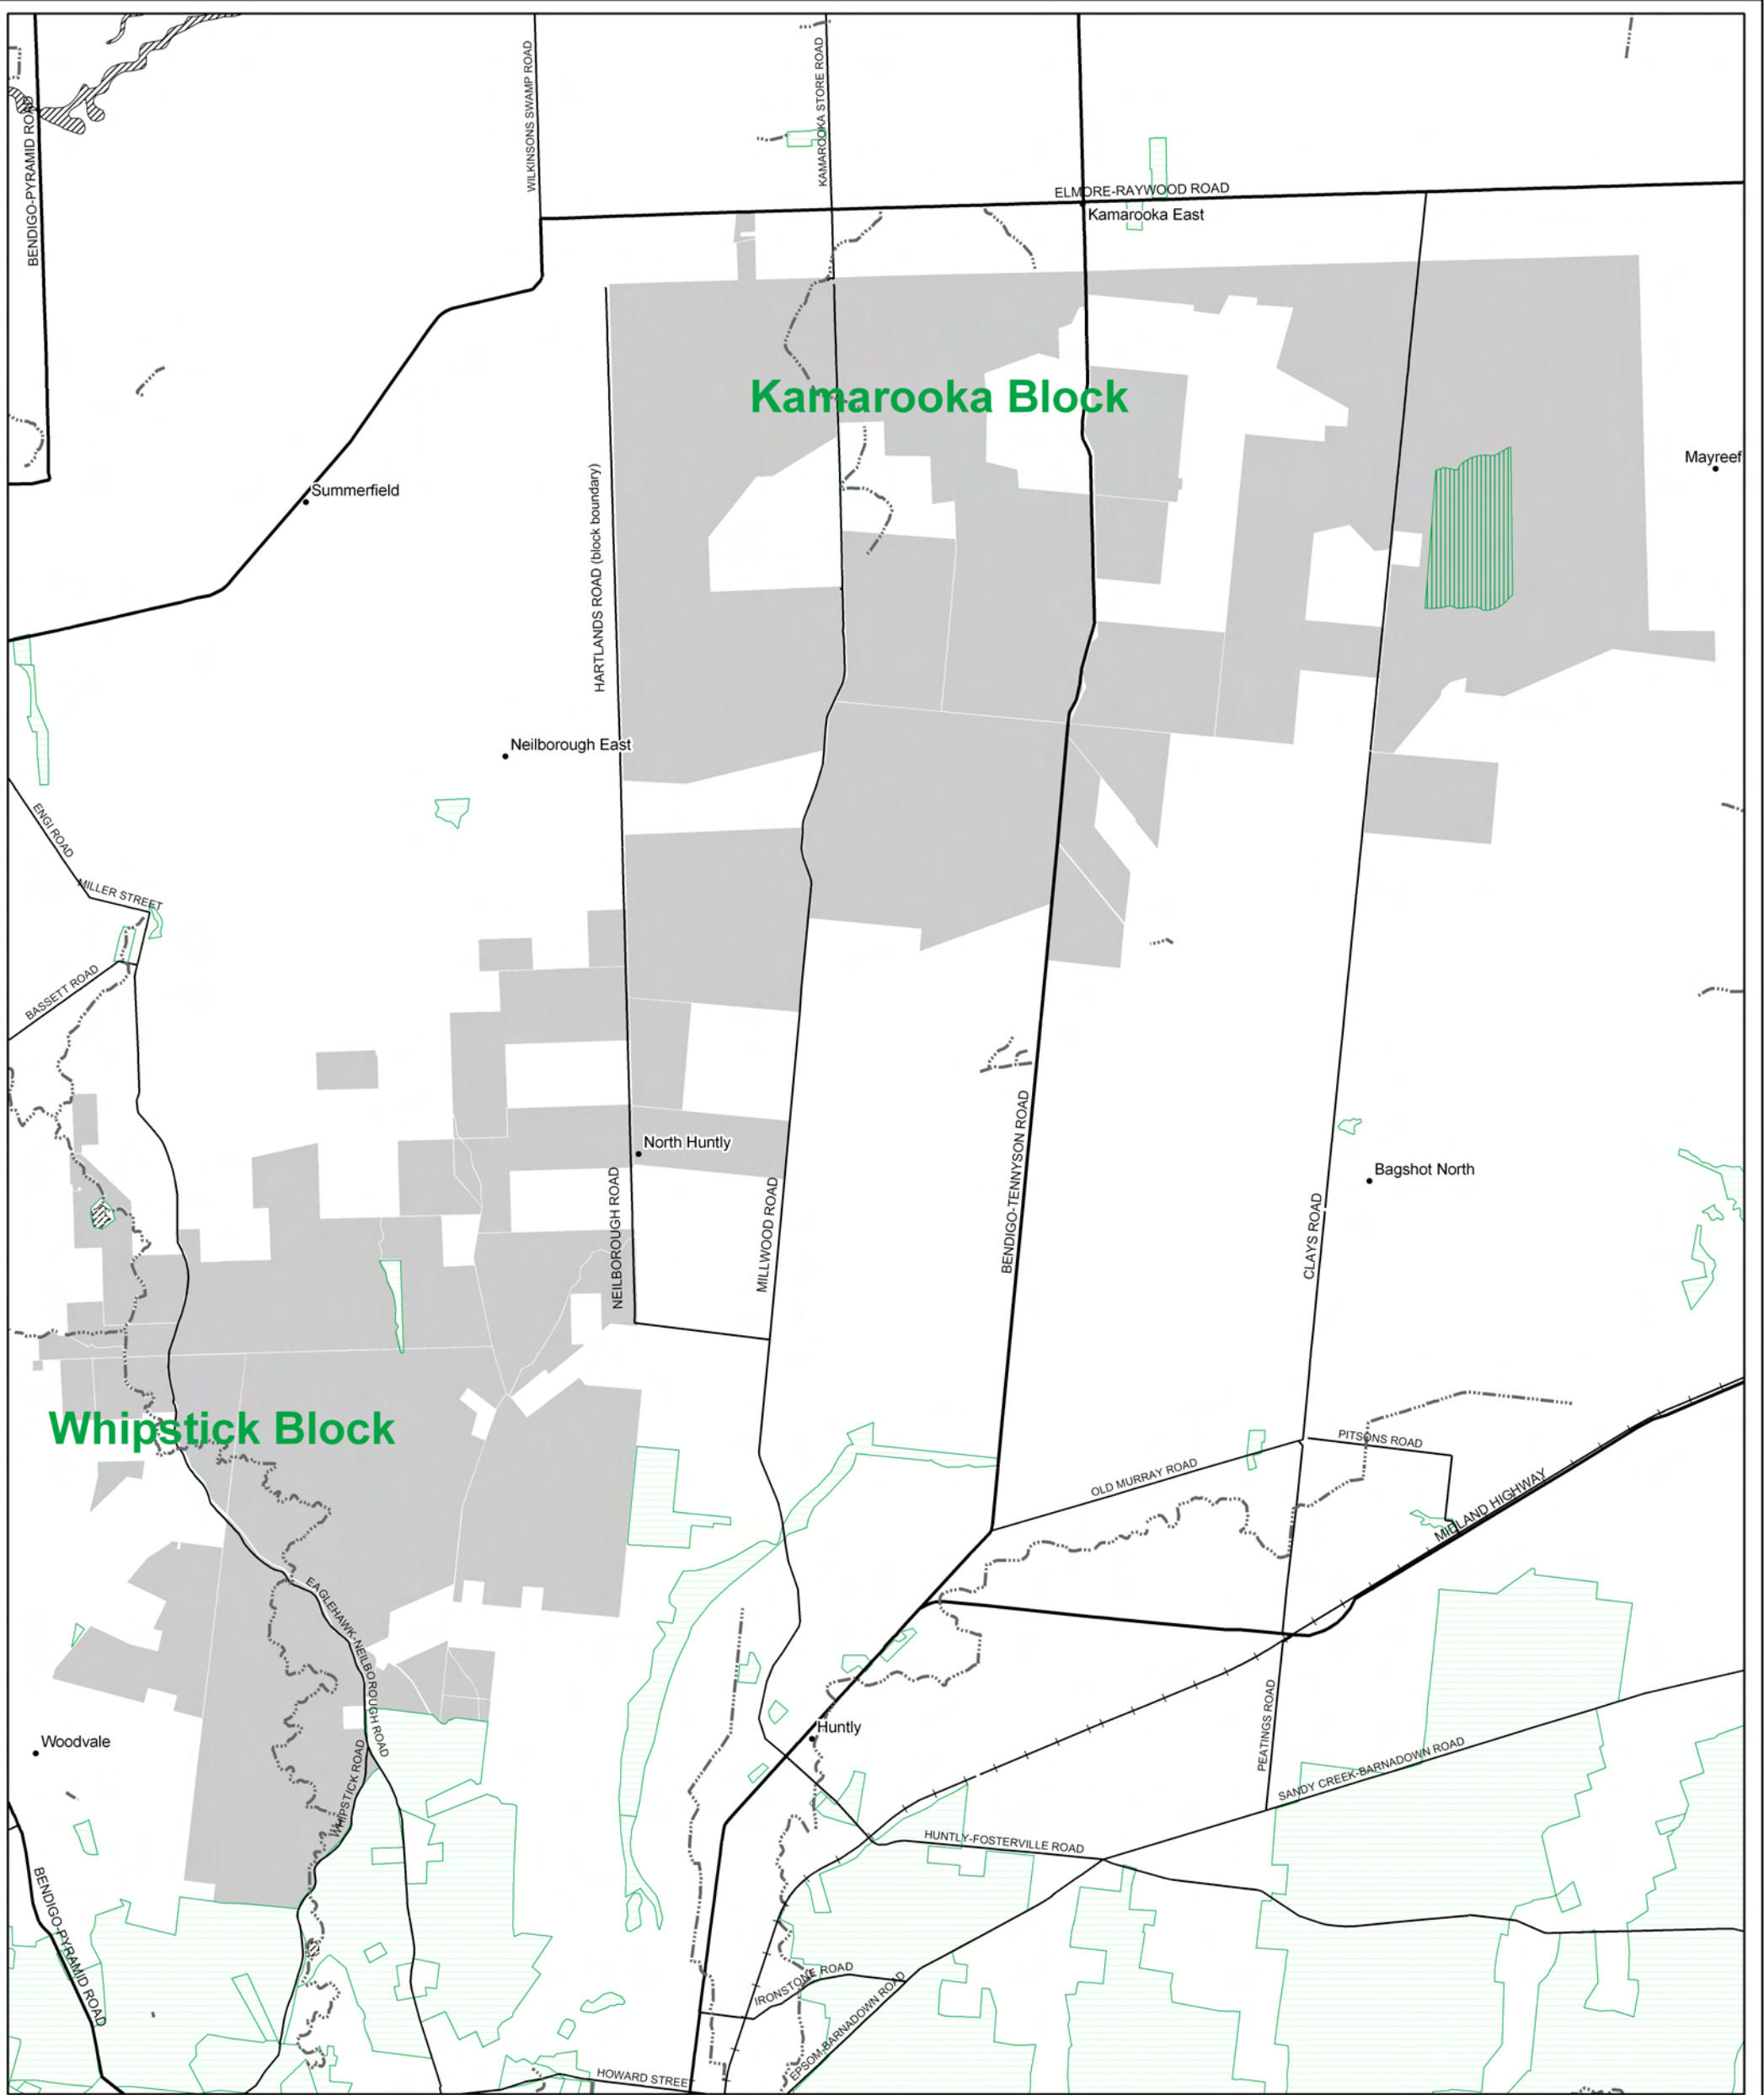 BENDIGO-PYRAMID ROAD
WILKINSONS SWAMP ROAD
KAMAROOKA STORE ROAD
ELMORE-RAYWOOD ROAD
Kamarooka East
Kamarooka Block
Mayreef
Summerfield
HARTLANDS ROAD (block boundary)
Neilborough East
ENGI ROAD
MILLER STREET
BASSETT ROAD
North Huntly
NEILBOROUGH ROAD
MILLWOOD ROAD
BENDIGO-TENNYSON ROAD
CLAYS ROAD
Bagshot North
Whipstick Block
PITSONS ROAD
OLD MURRAY ROAD
MIDLAND HIGHWAY
EAGLEHAWK-NEILBOROUGH ROAD
Woodvale
WHIPSTICK ROAD
Huntly
PEATINGS ROAD
SANDY CREEK-BARNADOWN ROAD
HUNTLY-FOSTERVILLE ROAD
BENDIGO-PYRAMID ROAD
IRONSTONE ROAD
EPSOM-BARNADOWN ROAD
HOWARD STREET